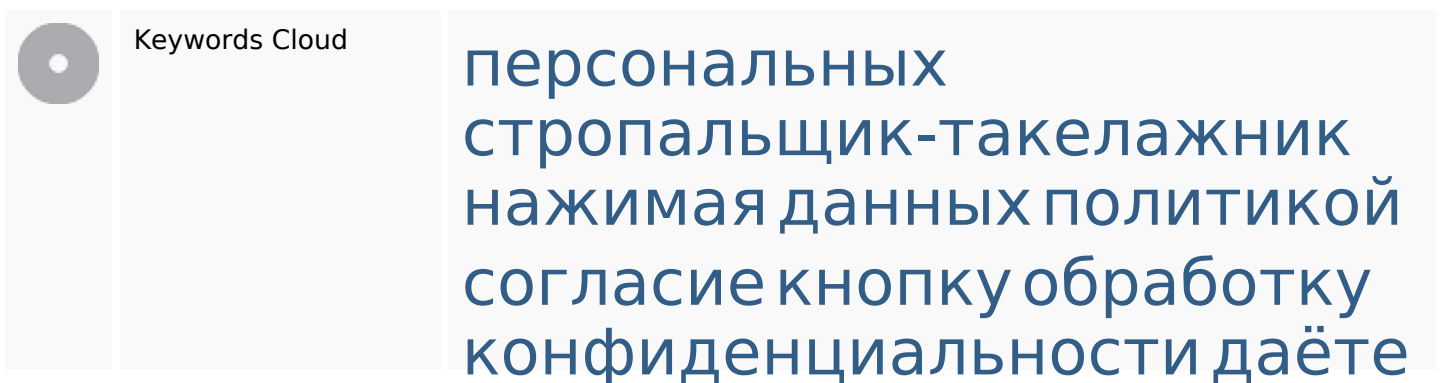 Keywords Cloud
персональных
стропальщик-такелажник
нажимая данных политикой
согласие кнопку обработку
конфиденциальности даёте